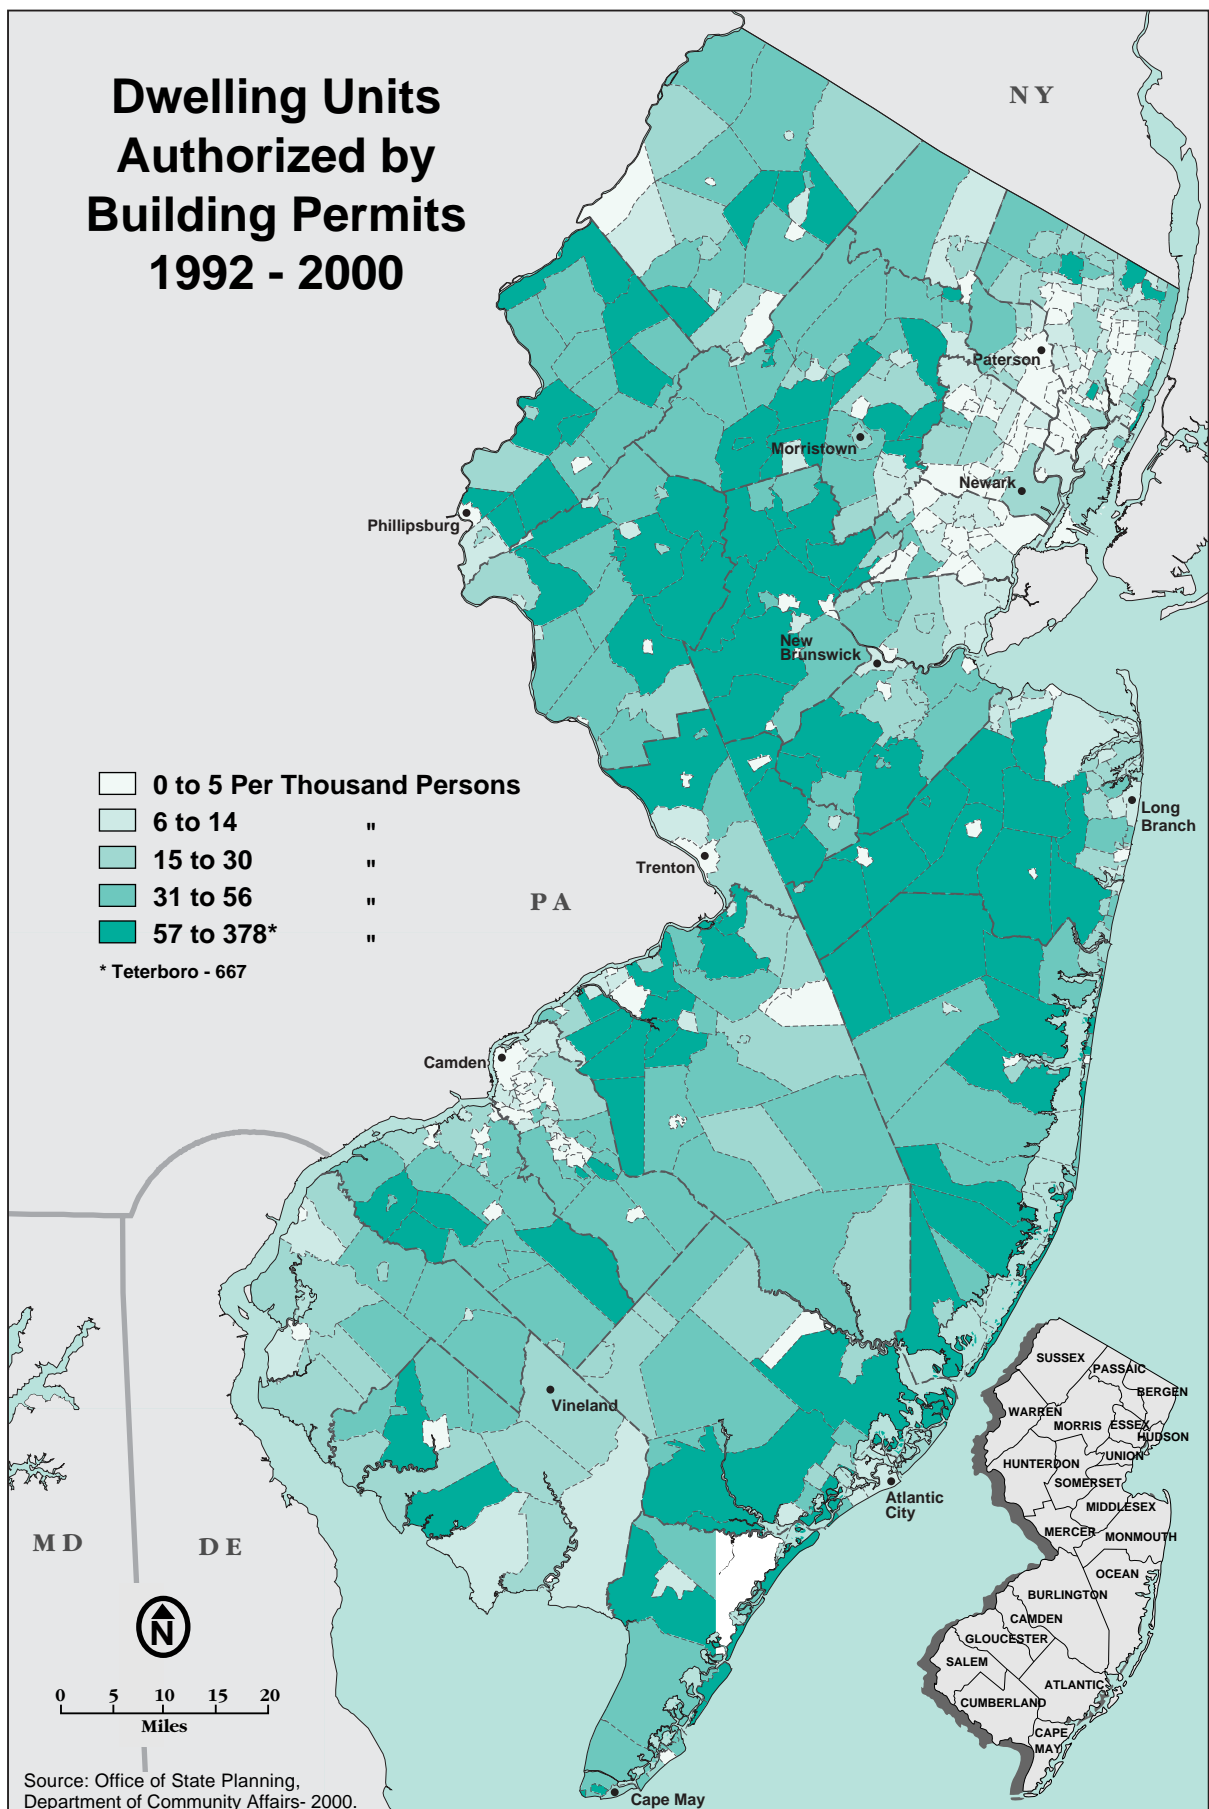 Dwelling Units
Authorized by
Building Permits
1992 - 2000
NY
Paterson
Morristown
Newark
Phillipsburg
New
Brunswick
0 to 5 Per Thousand Persons
6 to 14 "
15 to 30 "
31 to 56 "
57 to 378* "
* Teterboro - 667
Long
Branch
Trenton
PA
Camden
Vineland
Atlantic
City
MD
DE
N
0 5 10 15 20
Miles
Cape May
SUSSEX
PASSAIC
BERGEN
WARREN
MORRIS
ESSEX
HUDSON
HUNTERDON
UNION
SOMERSET
MIDDLESEX
MERCER
MONMOUTH
OCEAN
BURLINGTON
CAMDEN
GLOUCESTER
SALEM
ATLANTIC
CUMBERLAND
CAPE
MAY
Source: Office of State Planning,
Department of Community Affairs- 2000.